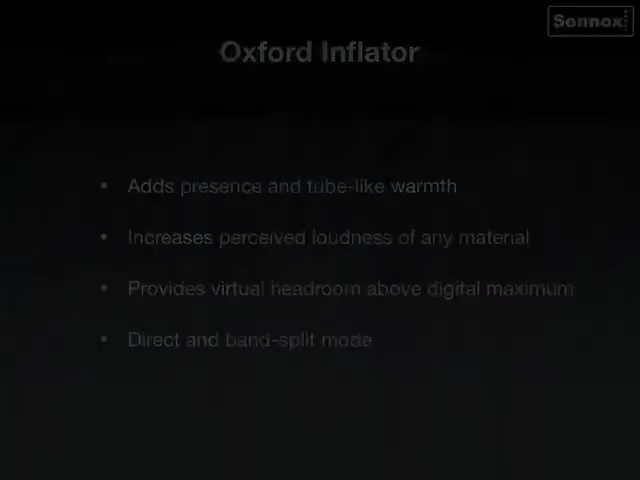 Sonnox
Oxford Inflator
• Adds presence and tube-like warmth
• Increases perceived loudness of any material
• Provides virtual headroom above digital maximum
• Direct and band-split mode